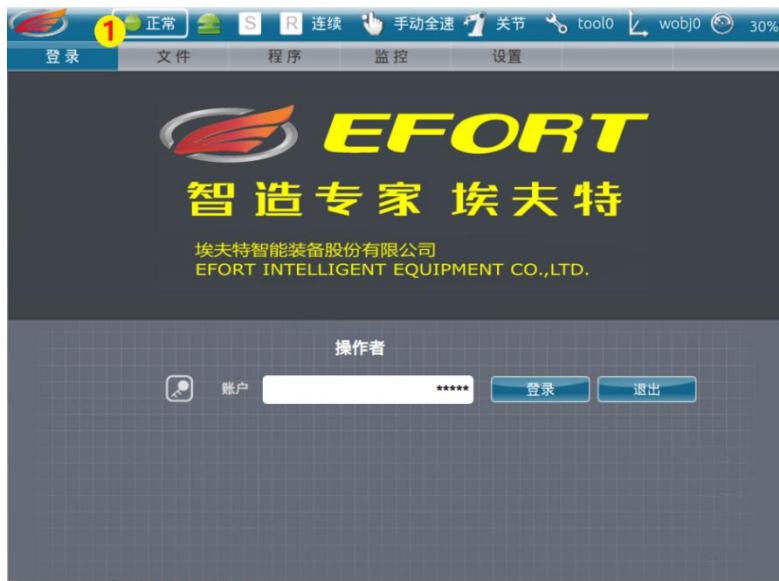 1 正常 S R 连续 手动全速 关节 tool0 wobj0 30%
登录 文件 程序 监控 设置
EFORT
智造专家 埃夫特
埃夫特智能装备股份有限公司
EFORT INTELLIGENT EQUIPMENT CO.,LTD.
操作者
账户 ***** 登录 退出